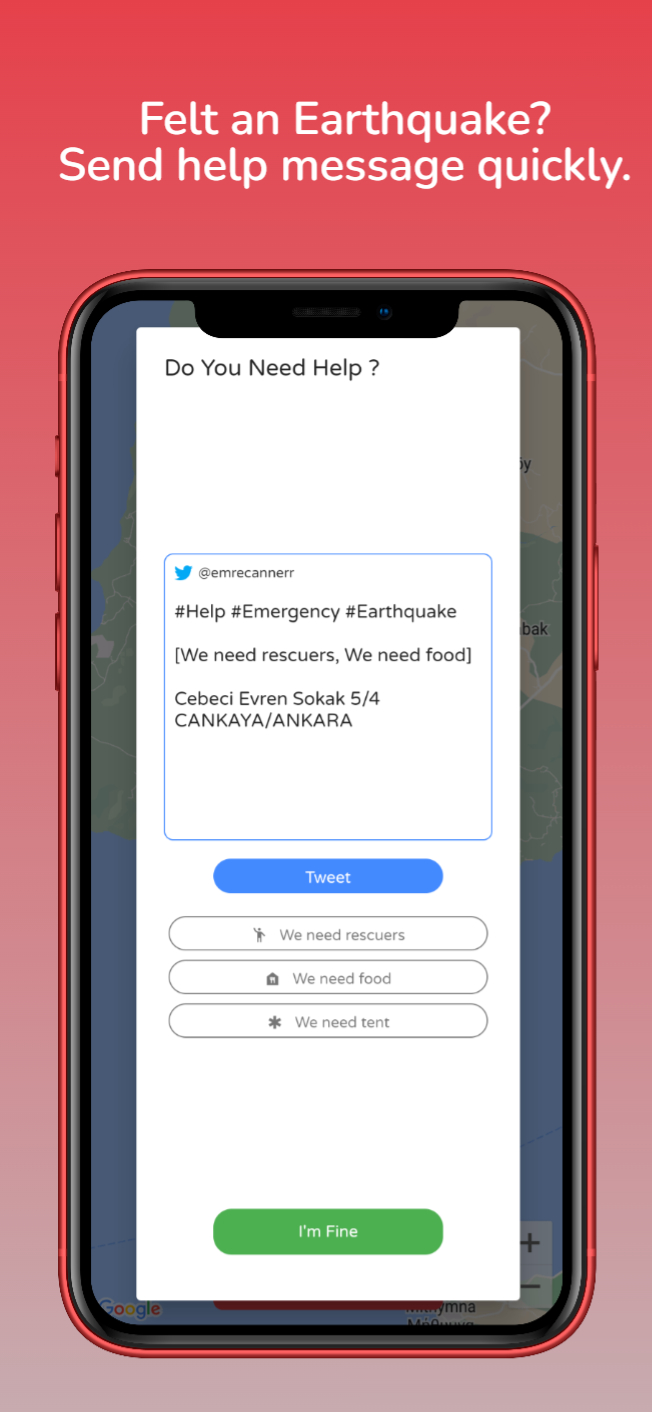 Felt an Earthquake?
Send help message quickly.
Do You Need Help ?
@emrecannerr
#Help #Emergency #Earthquake
[We need rescuers, We need food]
Cebeci Evren Sokak 5/4
CANKAYA/ANKARA
Tweet
We need rescuers
We need food
We need tent
I'm Fine
+
−
Google
Mithymna